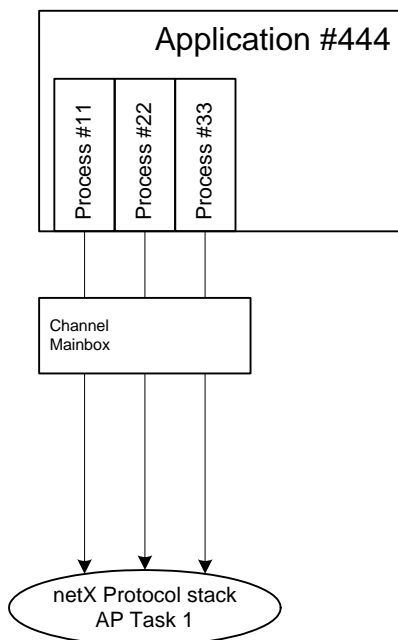 Application #444
Process #11
Process #22
Process #33
Channel
Mainbox
netX Protocol stack
AP Task 1